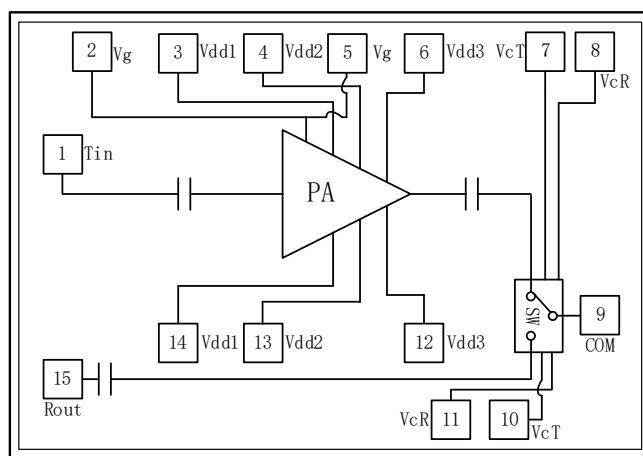 2 Vg
3 Vdd1
4 Vdd2
5 Vg
6 Vdd3
7 VcT
8 VcR
1 Tin
PA
SW
9 COM
14 Vdd1
13 Vdd2
12 Vdd3
15 Rout
11 VcR
10 VcT